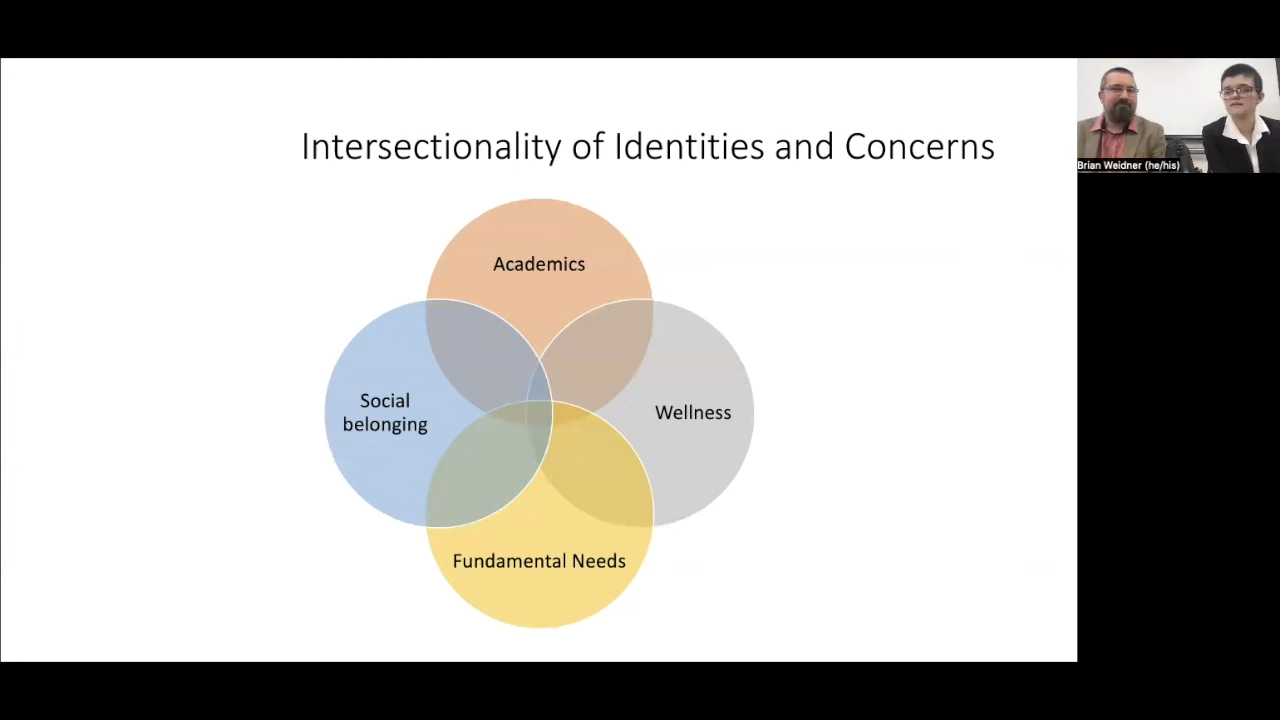 Intersectionality of Identities and Concerns
Academics
Social
belonging
Wellness
Fundamental Needs
Brian Weidner (he/his)